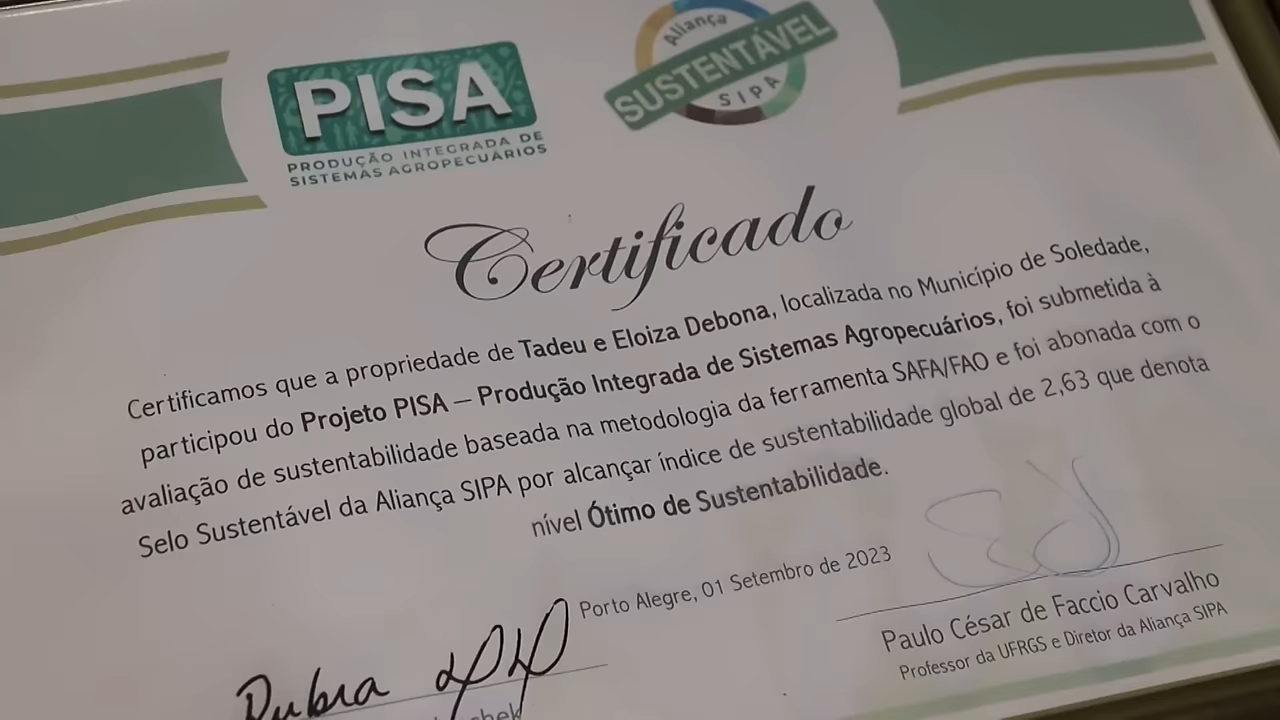 PISA
PRODUÇÃO INTEGRADA DE
SISTEMAS AGROPECUÁRIOS
Aliança
SUSTENTÁVEL
SIPA
Certificado
Certificamos que a propriedade de Tadeu e Eloiza Debona, localizada no Município de Soledade,
participou do Projeto PISA – Produção Integrada de Sistemas Agropecuários, foi submetida à
avaliação de sustentabilidade baseada na metodologia da ferramenta SAFA/FAO e foi abonada com o
Selo Sustentável da Aliança SIPA por alcançar índice de sustentabilidade global de 2,63 que denota
nível Ótimo de Sustentabilidade.
Porto Alegre, 01 Setembro de 2023
Paulo César de Faccio Carvalho
Professor da UFRGS e Diretor da Aliança SIPA